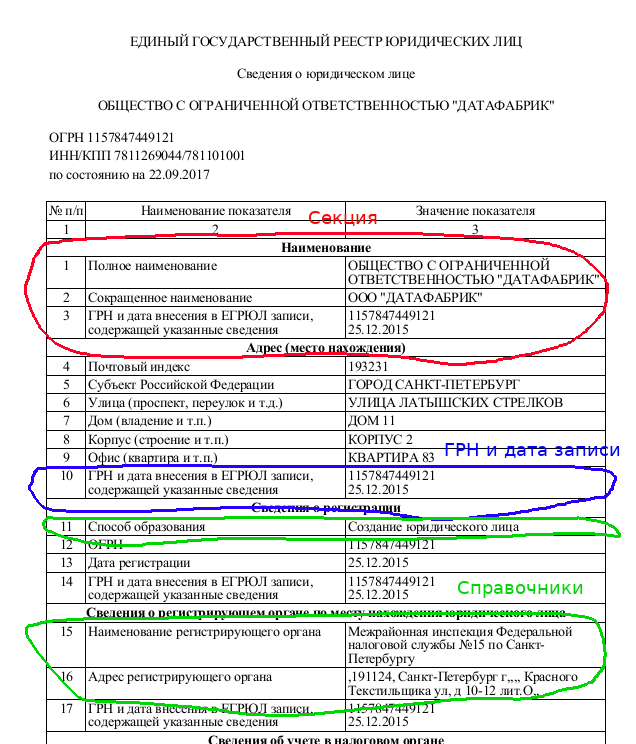 ЕДИНЫЙ ГОСУДАРСТВЕННЫЙ РЕЕСТР ЮРИДИЧЕСКИХ ЛИЦ
Сведения о юридическом лице
ОБЩЕСТВО С ОГРАНИЧЕННОЙ ОТВЕТСТВЕННОСТЬЮ "ДАТАФАБРИК"
ОГРН 1157847449121
ИНН/КПП 7811269044/781101001
по состоянию на 22.09.2017
№ п/п Наименование показателя Значение показателя
Секция
1 2 3
Наименование
1 Полное наименование ОБЩЕСТВО С ОГРАНИЧЕННОЙ
ОТВЕТСТВЕННОСТЬЮ "ДАТАФАБРИК"
2 Сокращенное наименование ООО "ДАТАФАБРИК"
3 ГРН и дата внесения в ЕГРЮЛ записи, 1157847449121
содержащей указанные сведения 25.12.2015
Адрес (место нахождения)
4 Почтовый индекс 193231
5 Субъект Российской Федерации ГОРОД САНКТ-ПЕТЕРБУРГ
6 Улица (проспект, переулок и т.д.) УЛИЦА ЛАТЫШСКИХ СТРЕЛКОВ
7 Дом (владение и т.п.) ДОМ 11
8 Корпус (строение и т.п.) КОРПУС 2
ГРН и дата записи
9 Офис (квартира и т.п.) КВАРТИРА 83
10 ГРН и дата внесения в ЕГРЮЛ записи, 1157847449121
содержащей указанные сведения 25.12.2015
Сведения о регистрации
11 Способ образования Создание юридического лица
12 ОГРН 1157847449121
13 Дата регистрации 25.12.2015
14 ГРН и дата внесения в ЕГРЮЛ записи, 1157847449121
содержащей указанные сведения 25.12.2015
Справочники
Сведения о регистрирующем органе по месту нахождения юридического лица
15 Наименование регистрирующего органа Межрайонная инспекция Федеральной
налоговой службы №15 по Санкт-
Петербургу
16 Адрес регистрирующего органа ,191124, Санкт-Петербург г,,,, Красного
Текстильщика ул, д 10-12 лит.О,,
17 ГРН и дата внесения в ЕГРЮЛ записи, 1157847449121
содержащей указанные сведения 25.12.2015
Сведения об учете в налоговом органе